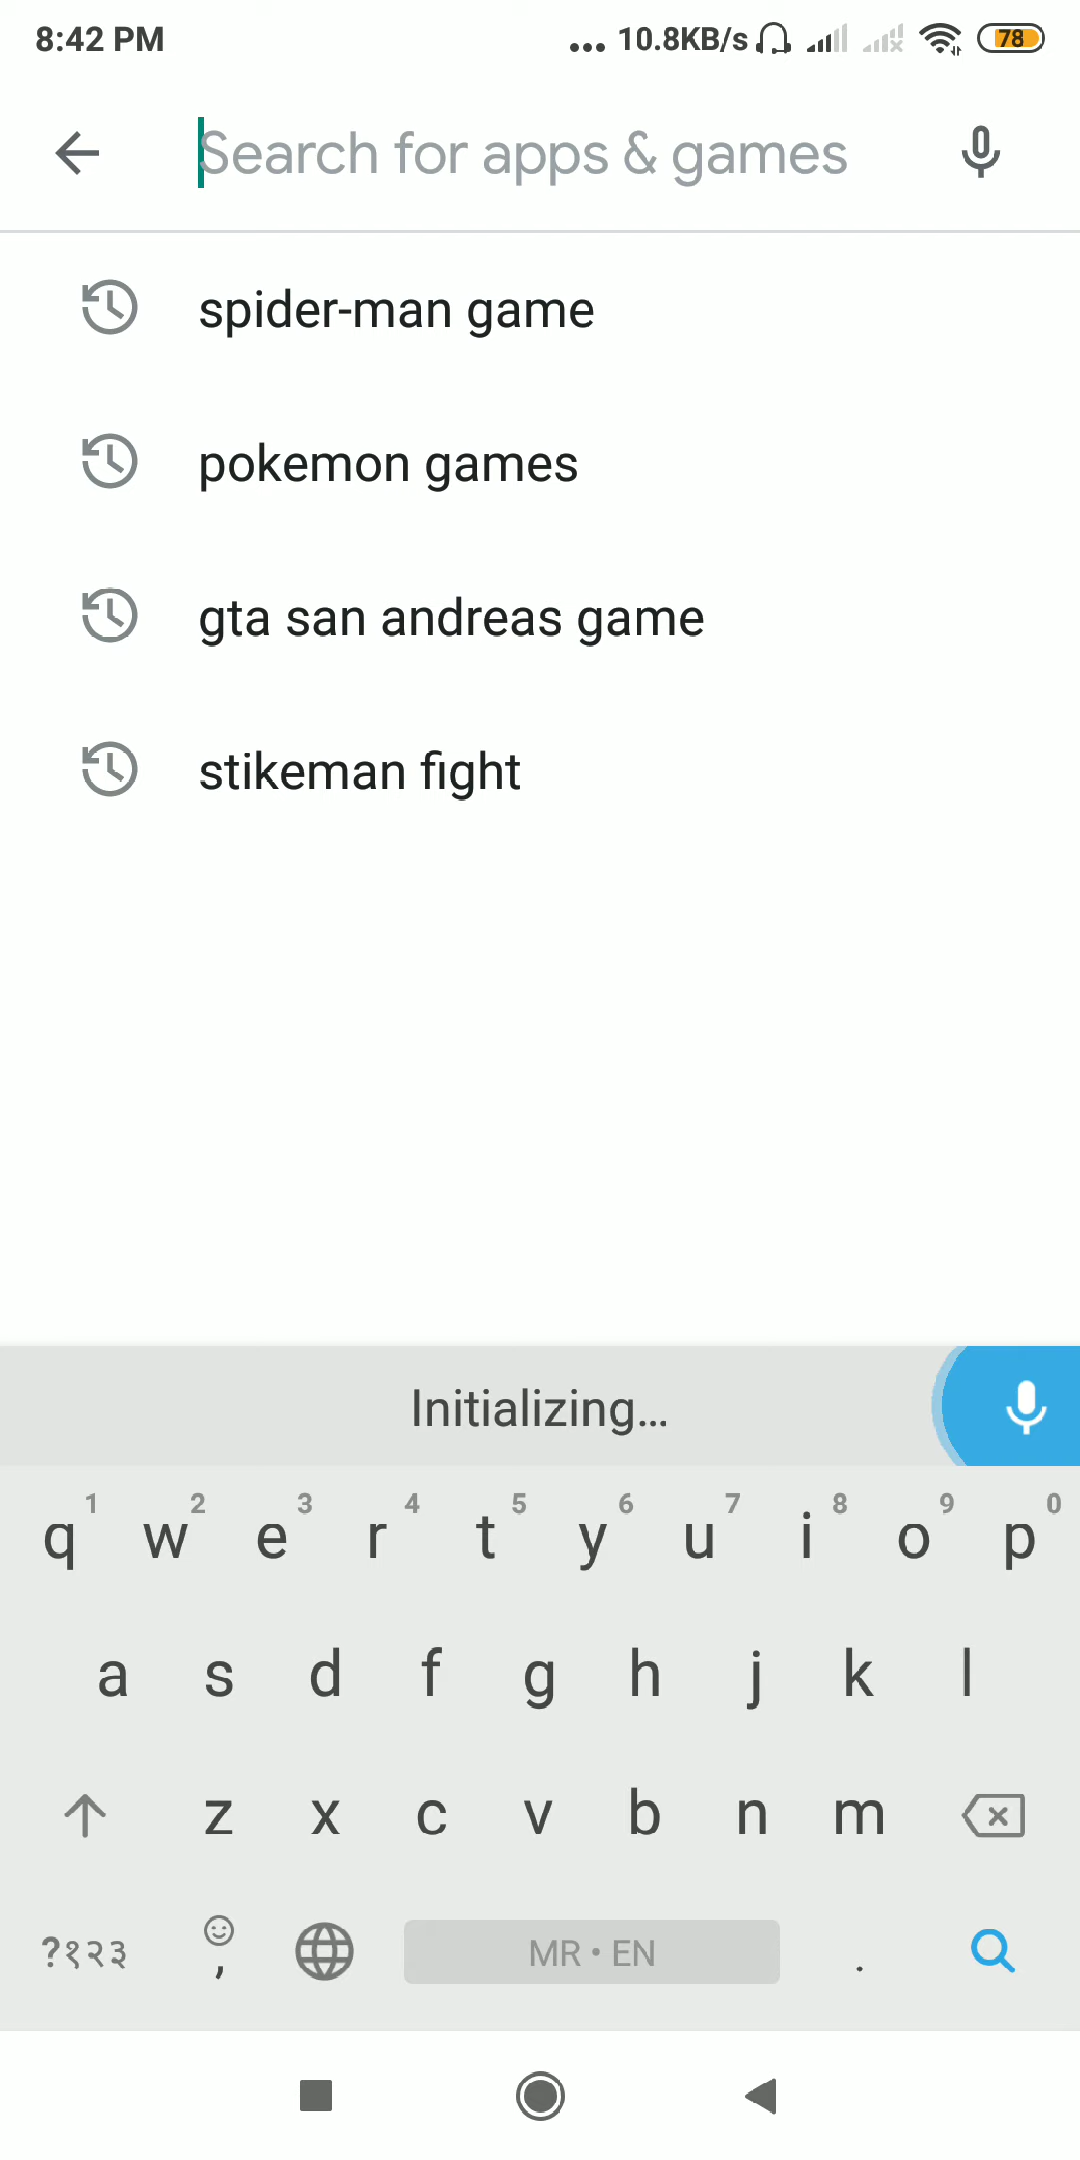 8:42 PM ... 10.8KB/s 78
Search for apps & games
spider-man game
pokemon games
gta san andreas game
stikeman fight
Initializing...
1 2 3 4 5 6 7 8 9 0
q w e r t y u i o p
a s d f g h j k l
z x c v b n m
?१२३ , MR • EN .